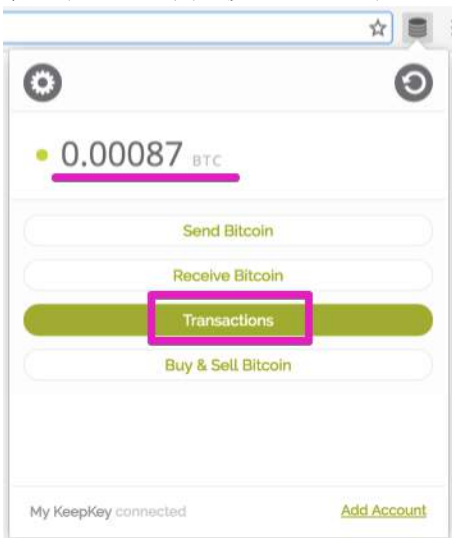 0.00087 BTC
Send Bitcoin
Receive Bitcoin
Transactions
Buy & Sell Bitcoin
My KeepKey connected Add Account